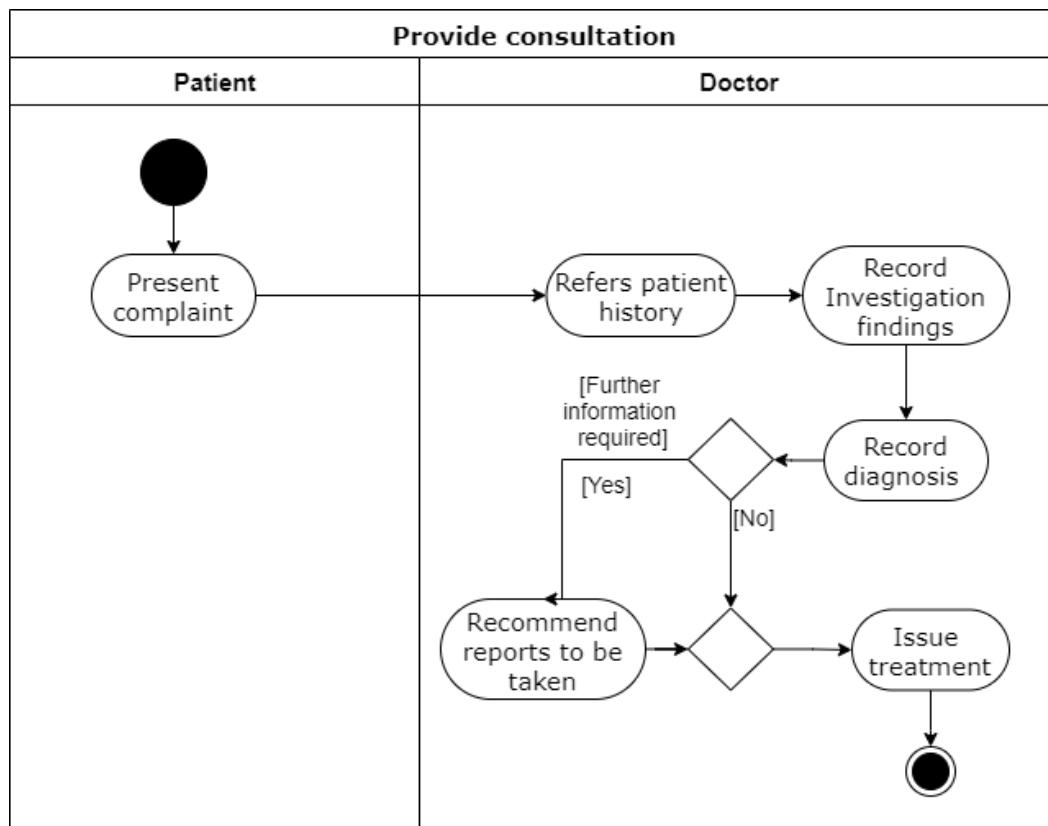 Provide consultation
Patient
Doctor
Present
complaint
Refers patient
history
Record
Investigation
findings
[Further
information
required]
[Yes]
Record
diagnosis
[No]
Recommend
reports to be
taken
Issue
treatment